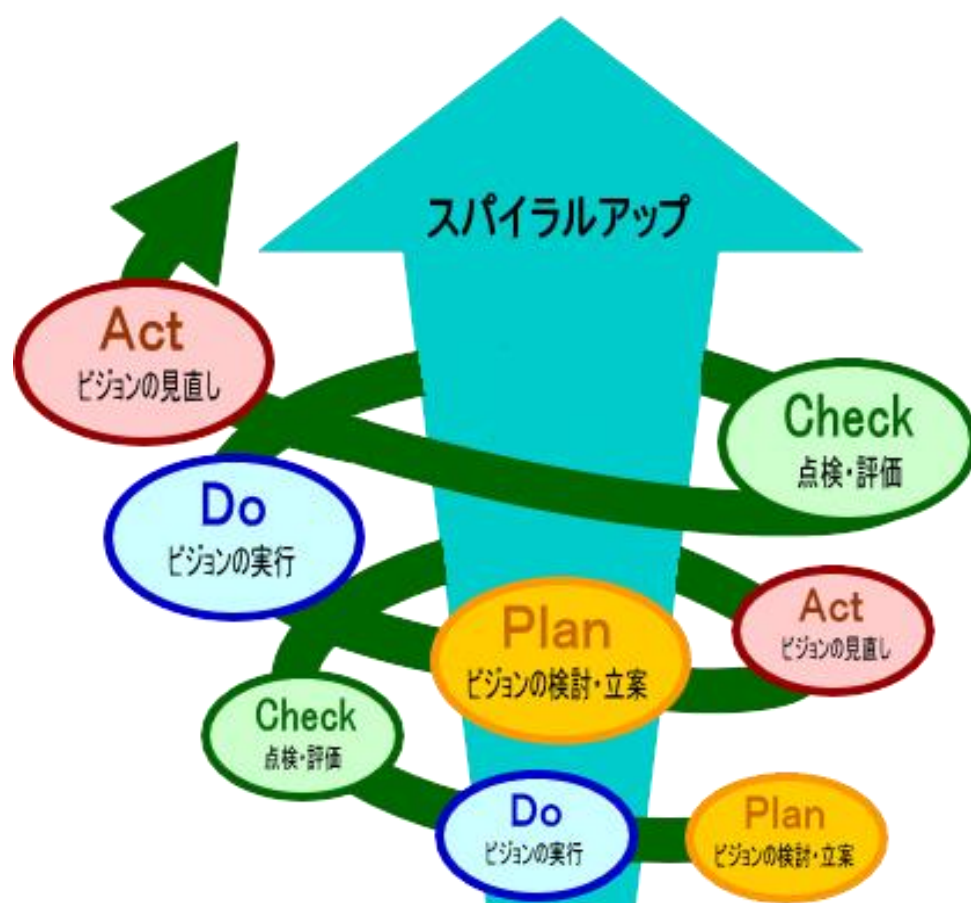 スパイラルアップ
Act
ビジョンの見直し
Check
点検・評価
Do
ビジョンの実行
Plan
ビジョンの検討・立案
Act
ビジョンの見直し
Check
点検・評価
Do
ビジョンの実行
Plan
ビジョンの検討・立案